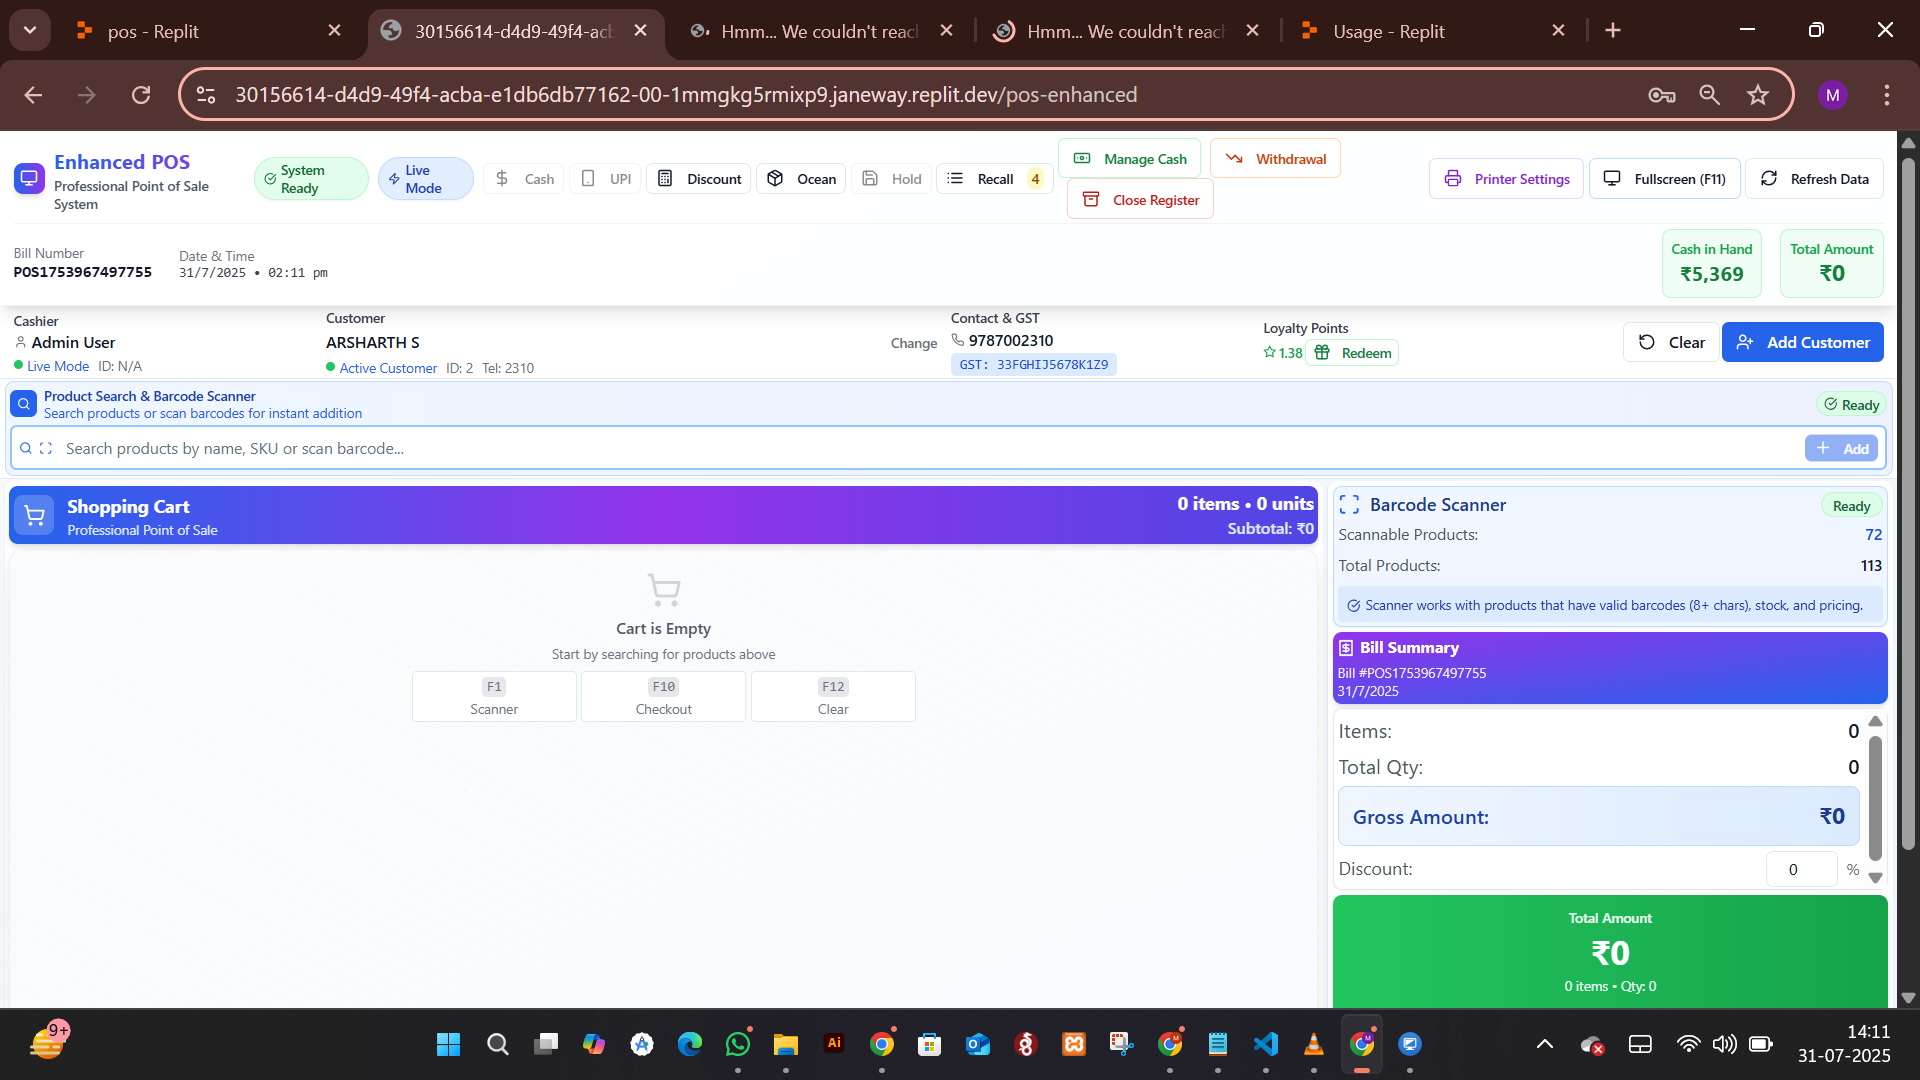 pos - Replit
30156614-d4d9-49f4-acb
Hmm... We couldn't reach
Hmm... We couldn't reach
Usage - Replit
30156614-d4d9-49f4-acba-e1db6db77162-00-1mmgkg5rmixp9.janeway.replit.dev/pos-enhanced
M
Enhanced POS
Professional Point of Sale
System
System
Ready
Live
Mode
Cash
UPI
Discount
Ocean
Hold
Recall 4
Manage Cash
Withdrawal
Close Register
Printer Settings
Fullscreen (F11)
Refresh Data
Bill Number
POS1753967497755
Date & Time
31/7/2025 • 02:11 pm
Cash in Hand
₹5,369
Total Amount
₹0
Cashier
Admin User
Live Mode ID: N/A
Customer
ARSHARTH S
Active Customer ID: 2 Tel: 2310
Change
Contact & GST
9787002310
GST: 33FGHIJ5678K1Z9
Loyalty Points
1.38 Redeem
Clear
Add Customer
Product Search & Barcode Scanner
Search products or scan barcodes for instant addition
Ready
Search products by name, SKU or scan barcode...
Add
Shopping Cart
Professional Point of Sale
0 items • 0 units
Subtotal: ₹0
Cart is Empty
Start by searching for products above
F1
Scanner
F10
Checkout
F12
Clear
Barcode Scanner
Ready
Scannable Products: 72
Total Products: 113
Scanner works with products that have valid barcodes (8+ chars), stock, and pricing.
Bill Summary
Bill #POS1753967497755
31/7/2025
Items: 0
Total Qty: 0
Gross Amount: ₹0
Discount: 0 %
Total Amount
₹0
0 items • Qty: 0
9+
Ai
14:11
31-07-2025